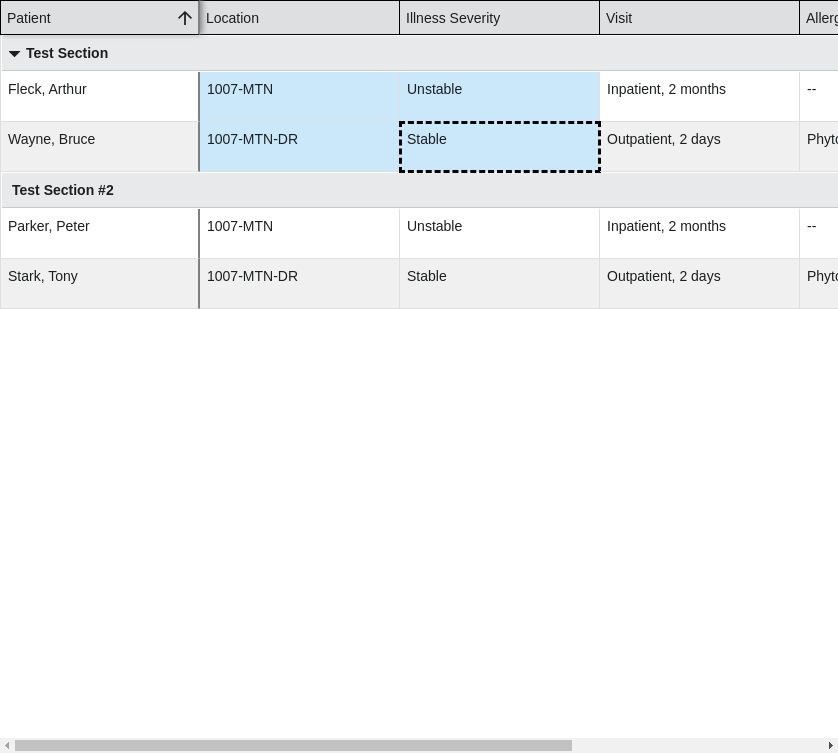 Patient Location Illness Severity Visit Allerg
Test Section
Fleck, Arthur 1007-MTN Unstable Inpatient, 2 months --
Wayne, Bruce 1007-MTN-DR Stable Outpatient, 2 days Phyto
Test Section #2
Parker, Peter 1007-MTN Unstable Inpatient, 2 months --
Stark, Tony 1007-MTN-DR Stable Outpatient, 2 days Phyto